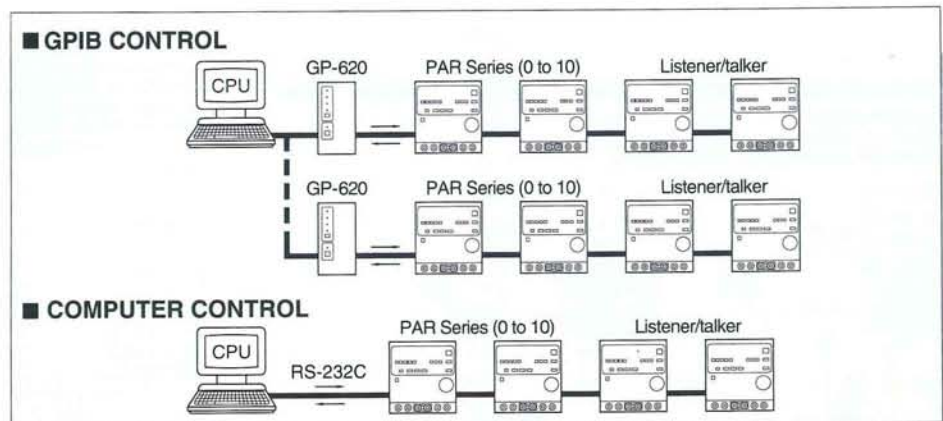 ■ GPIB CONTROL
CPU
GP-620
PAR Series (0 to 10)
Listener/talker
GP-620
PAR Series (0 to 10)
Listener/talker
■ COMPUTER CONTROL
CPU
RS-232C
PAR Series (0 to 10)
Listener/talker